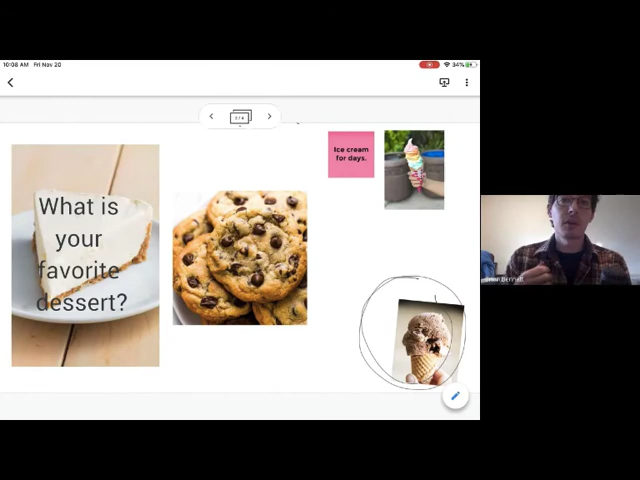 10:08 AM Fri Nov 20
34%
What is
your
favorite
dessert?
Ice cream
for days.